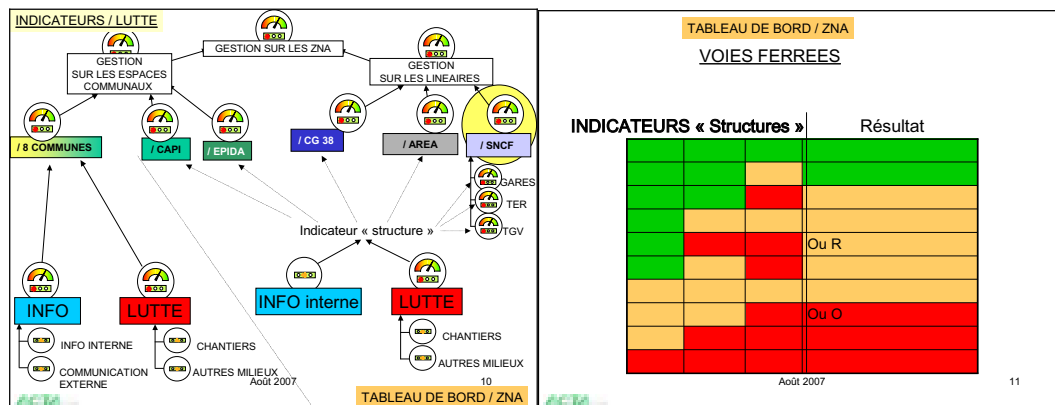 INDICATEURS / LUTTE
GESTION SUR LES ZNA
GESTION
SUR LES ESPACES
COMMUNAUX
GESTION
SUR LES LINEAIRES
/ 8 COMMUNES
/ CAPI
/ EPIDA
/ CG 38
/ AREA
/ SNCF
GARES
TER
TGV
Indicateur « structure »
INFO
LUTTE
INFO interne
LUTTE
INFO INTERNE
COMMUNICATION
EXTERNE
CHANTIERS
AUTRES MILIEUX
CHANTIERS
AUTRES MILIEUX
Août 2007
10
TABLEAU DE BORD / ZNA
TABLEAU DE BORD / ZNA
VOIES FERREES
INDICATEURS « Structures »
Résultat
Ou R
Ou O
Août 2007
11